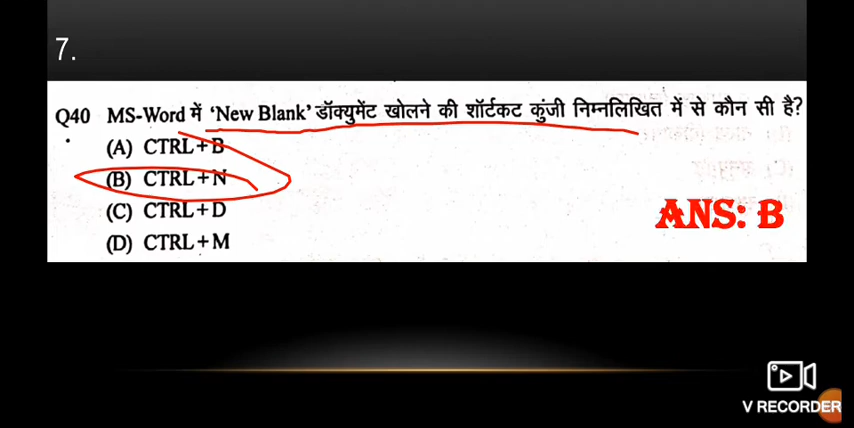 7.
Q40 MS-Word में 'New Blank' डॉक्युमेंट खोलने की शॉर्टकट कुंजी निम्नलिखित में से कौन सी है?
(A) CTRL+B
(B) CTRL+N
(C) CTRL+D
(D) CTRL+M
ANS: B
V RECORDER